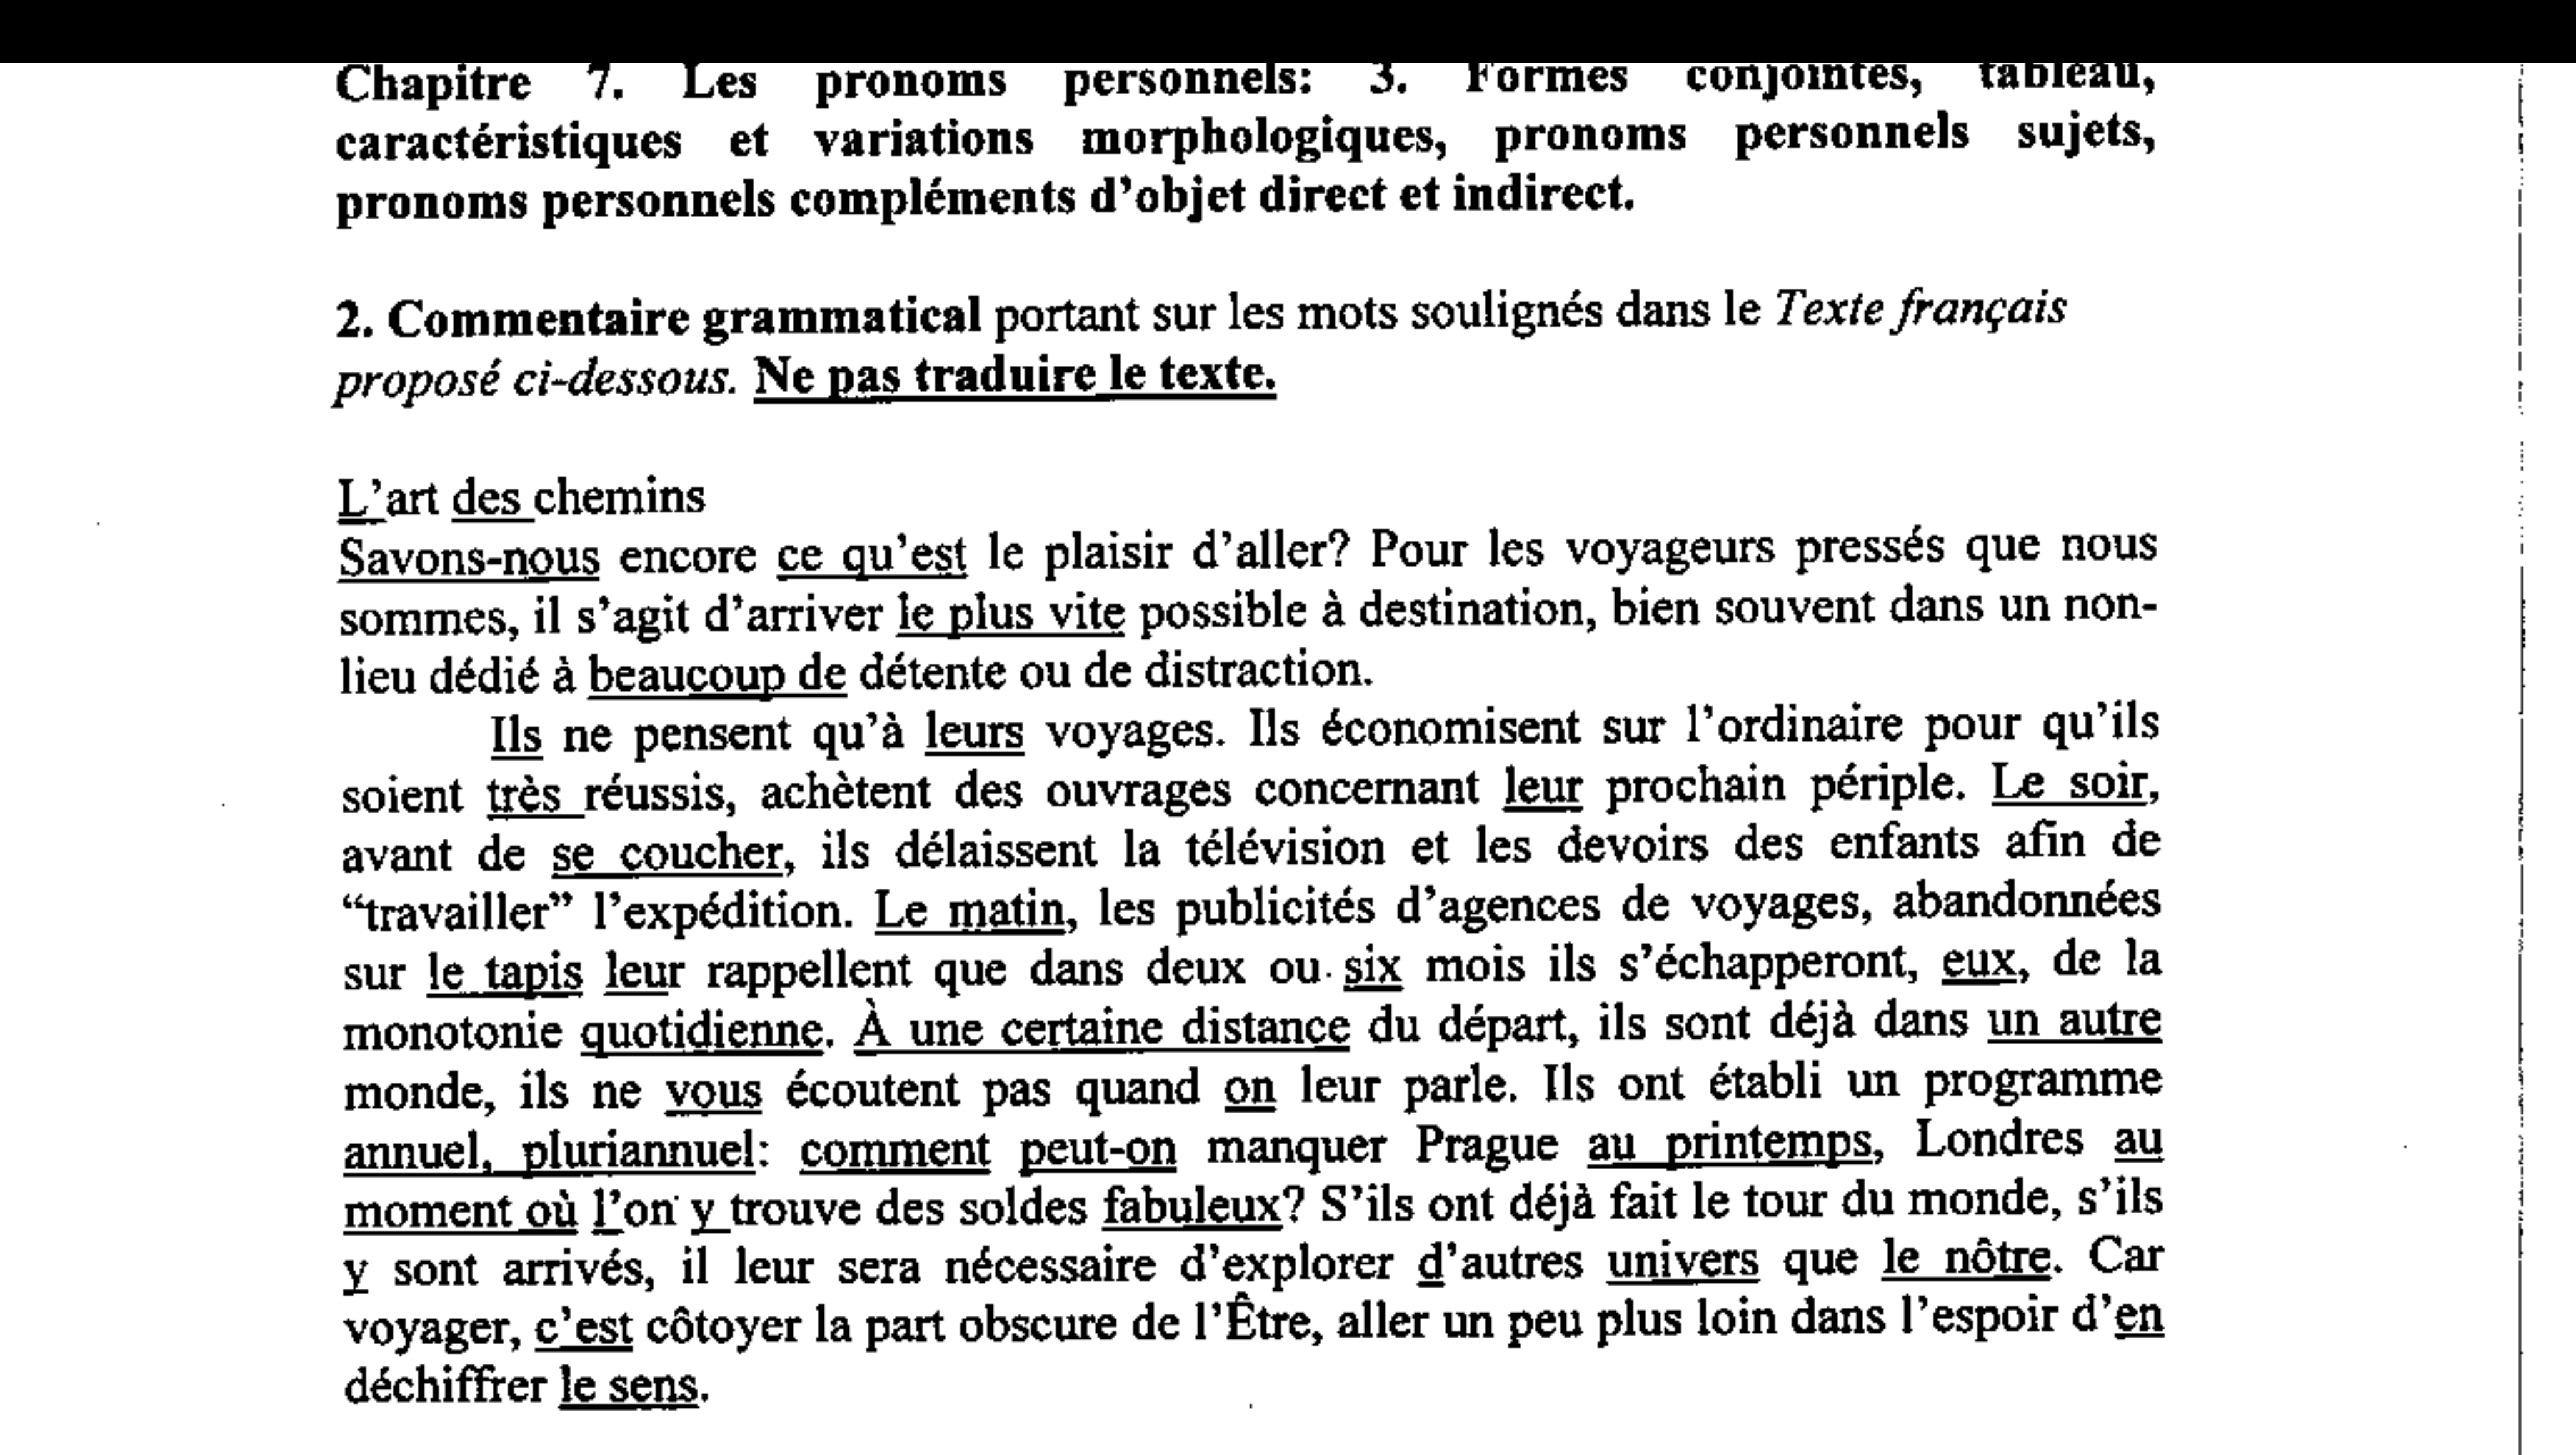 Chapitre 7. Les pronoms personnels: 3. Formes conjointes, tableau,
caractéristiques et variations morphologiques, pronoms personnels sujets,
pronoms personnels compléments d’objet direct et indirect.
2. Commentaire grammatical portant sur les mots soulignés dans le Texte français
proposé ci-dessous. Ne pas traduire le texte.
L’art des chemins
Savons-nous encore ce qu’est le plaisir d’aller? Pour les voyageurs pressés que nous
sommes, il s’agit d’arriver le plus vite possible à destination, bien souvent dans un non-
lieu dédié à beaucoup de détente ou de distraction.
Ils ne pensent qu’à leurs voyages. Ils économisent sur l’ordinaire pour qu’ils
soient très réussis, achètent des ouvrages concernant leur prochain périple. Le soir,
avant de se coucher, ils délaissent la télévision et les devoirs des enfants afin de
“travailler” l’expédition. Le matin, les publicités d’agences de voyages, abandonnées
sur le tapis leur rappellent que dans deux ou six mois ils s’échapperont, eux, de la
monotonie quotidienne. À une certaine distance du départ, ils sont déjà dans un autre
monde, ils ne vous écoutent pas quand on leur parle. Ils ont établi un programme
annuel, pluriannuel: comment peut-on manquer Prague au printemps, Londres au
moment où l’on y trouve des soldes fabuleux? S’ils ont déjà fait le tour du monde, s’ils
y sont arrivés, il leur sera nécessaire d’explorer d’autres univers que le nôtre. Car
voyager, c’est côtoyer la part obscure de l’Être, aller un peu plus loin dans l’espoir d’en
déchiffrer le sens.